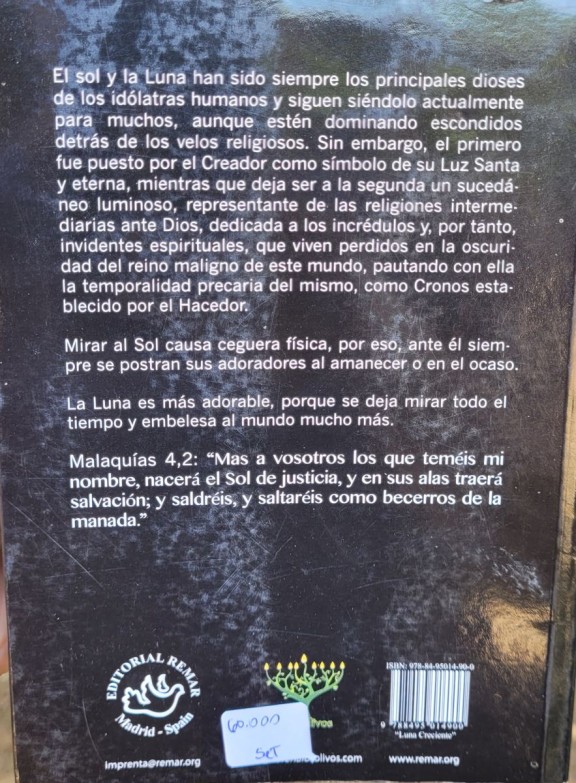 El sol y la Luna han sido siempre los principales dioses
de los idólatras humanos y siguen siéndolo actualmente
para muchos, aunque estén dominando escondidos
detrás de los velos religiosos. Sin embargo, el primero
fue puesto por el Creador como símbolo de su Luz Santa
y eterna, mientras que deja ser a la segunda un sucedá-
neo luminoso, representante de las religiones interme-
diarias ante Dios, dedicada a los incrédulos y, por tanto,
invidentes espirituales, que viven perdidos en la oscuri-
dad del reino maligno de este mundo, pautando con ella
la temporalidad precaria del mismo, como Cronos esta-
blecido por el Hacedor.
Mirar al Sol causa ceguera física, por eso, ante él siem-
pre se postran sus adoradores al amanecer o en el ocaso.
La Luna es más adorable, porque se deja mirar todo el
tiempo y embelesa al mundo mucho más.
Malaquías 4,2: “Mas a vosotros los que teméis mi
nombre, nacerá el Sol de justicia, y en sus alas traerá
salvación; y saldréis, y saltaréis como becerros de la
manada.”
EDITORIAL REMAR
Madrid - Spain
imprenta@remar.org
60.000
olivos.com
ISBN: 978-84-95014-90-0
9 788495 014900
"Luna Creciente"
www.remar.org